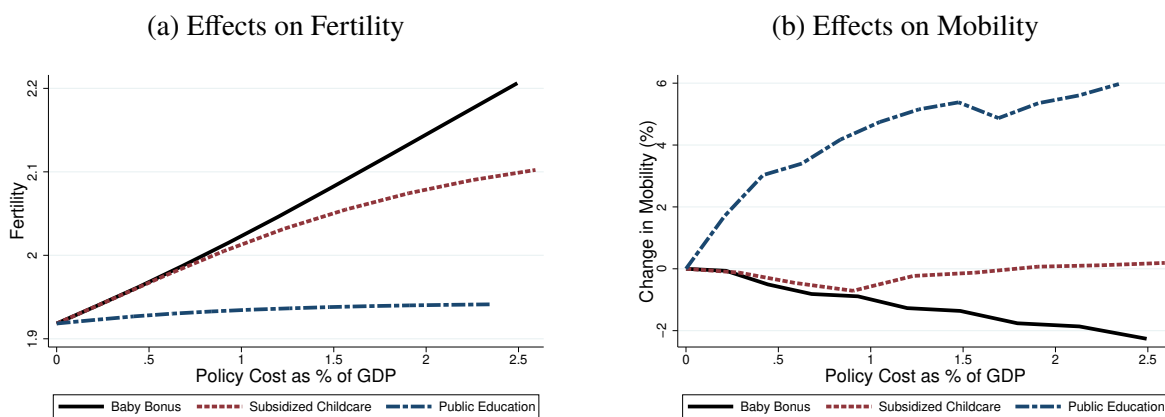 (a) Effects on Fertility
Fertility
2.2
2.1
2
1.9
0 .5 1 1.5 2 2.5
Policy Cost as % of GDP
Baby Bonus Subsidized Childcare Public Education
(b) Effects on Mobility
Change in Mobility (%)
6
4
2
0
-2
0 .5 1 1.5 2 2.5
Policy Cost as % of GDP
Baby Bonus Subsidized Childcare Public Education